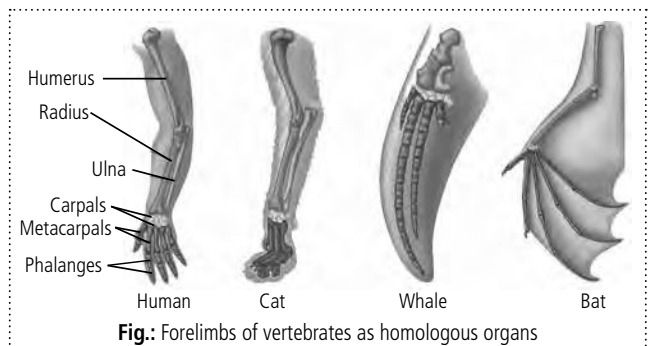 Humerus
Radius
Ulna
Carpals
Metacarpals
Phalanges
Human Cat Whale Bat
Fig.: Forelimbs of vertebrates as homologous organs